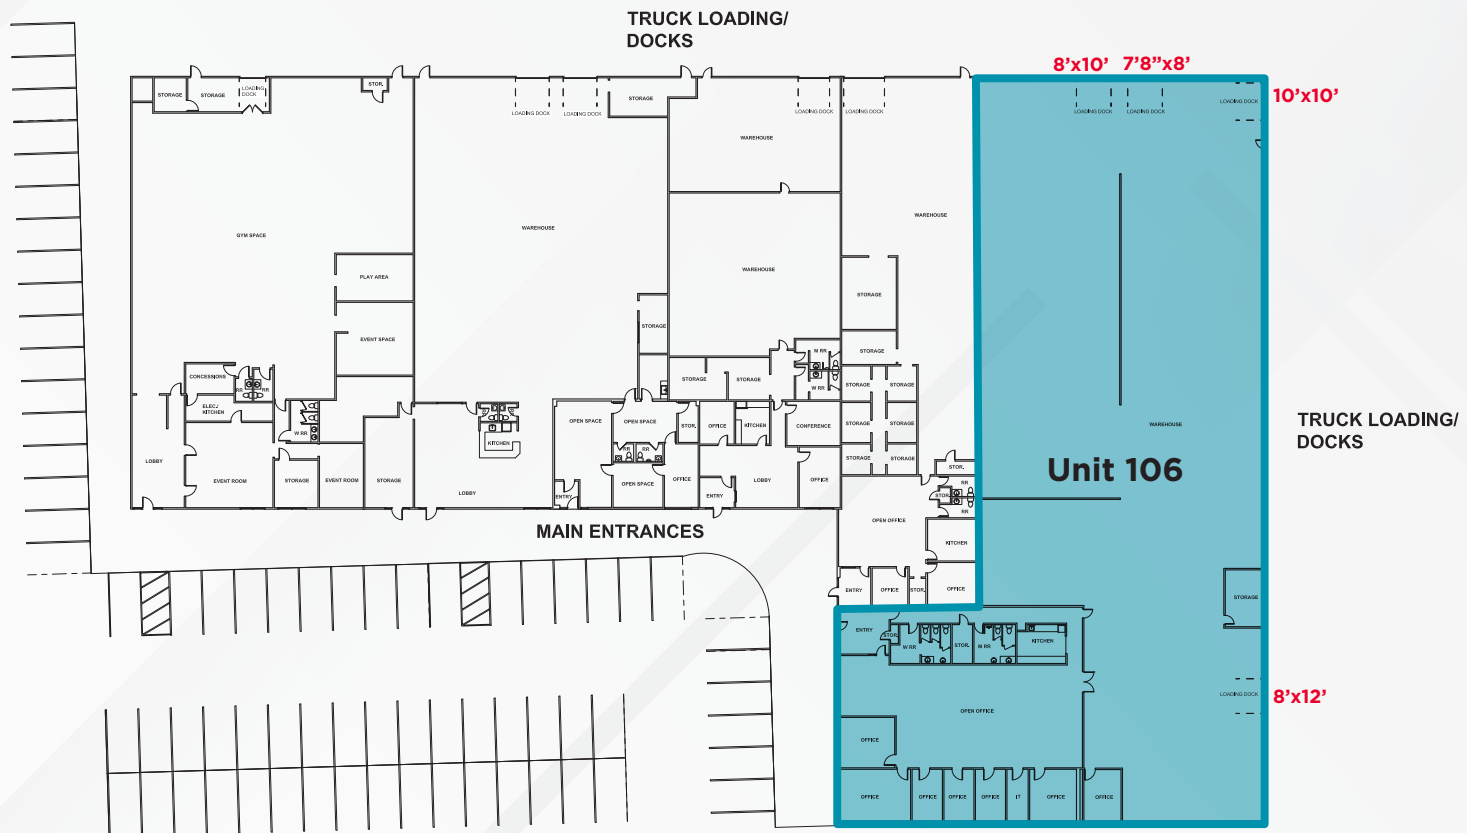 TRUCK LOADING/
DOCKS
8’x10’
7’8”x8’
10’x10’
STORAGE
STORAGE
LOADING
DOCK
STOR.
LOADING DOCK
LOADING DOCK
STORAGE
LOADING DOCK
LOADING DOCK
LOADING DOCK
LOADING DOCK
LOADING DOCK
WAREHOUSE
GYM SPACE
WAREHOUSE
WAREHOUSE
PLAY AREA
WAREHOUSE
STORAGE
EVENT SPACE
STORAGE
STORAGE
M RR
W RR
CONCESSIONS
RR
RR
STORAGE
STORAGE
STORAGE
STORAGE
ELEC./
KITCHEN
W RR
OPEN SPACE
OPEN SPACE
STOR.
OFFICE
KITCHEN
CONFERENCE
STORAGE
STORAGE
WAREHOUSE
TRUCK LOADING/
DOCKS
KITCHEN
RR
RR
LOBBY
STORAGE
STORAGE
STOR.
Unit 106
EVENT ROOM
STORAGE
EVENT ROOM
STORAGE
LOBBY
ENTRY
OPEN SPACE
OFFICE
ENTRY
LOBBY
OFFICE
RR
STOR.
RR
MAIN ENTRANCES
OPEN OFFICE
KITCHEN
ENTRY
OFFICE
STOR.
OFFICE
STORAGE
ENTRY
STOR.
W RR
STOR.
W RR
KITCHEN
LOADING DOCK
8’x12’
OPEN OFFICE
OFFICE
OFFICE
OFFICE
OFFICE
OFFICE
IT
OFFICE
OFFICE